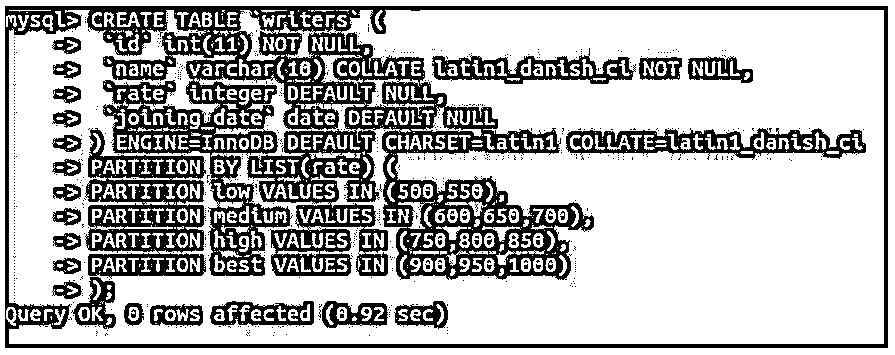 mysql> CREATE TABLE `writers` (
-> `id` int(11) NOT NULL,
-> `name` varchar(10) COLLATE latin1_danish_ci NOT NULL,
-> `rate` integer DEFAULT NULL,
-> `joining_date` date DEFAULT NULL
-> ) ENGINE=InnoDB DEFAULT CHARSET=latin1 COLLATE=latin1_danish_ci
-> PARTITION BY LIST(rate) (
-> PARTITION low VALUES IN (500,550),
-> PARTITION medium VALUES IN (600,650,700),
-> PARTITION high VALUES IN (750,800,850),
-> PARTITION best VALUES IN (900,950,1000)
-> );
Query OK, 0 rows affected (0.92 sec)